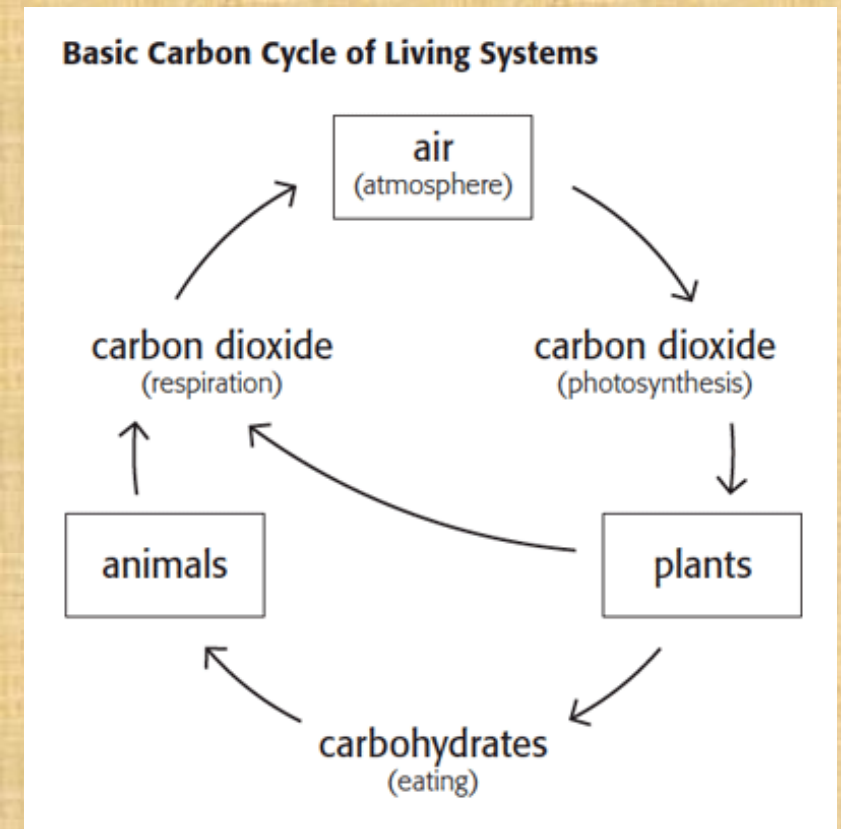 Basic Carbon Cycle of Living Systems
air
(atmosphere)
carbon dioxide
(respiration)
carbon dioxide
(photosynthesis)
animals
plants
carbohydrates
(eating)